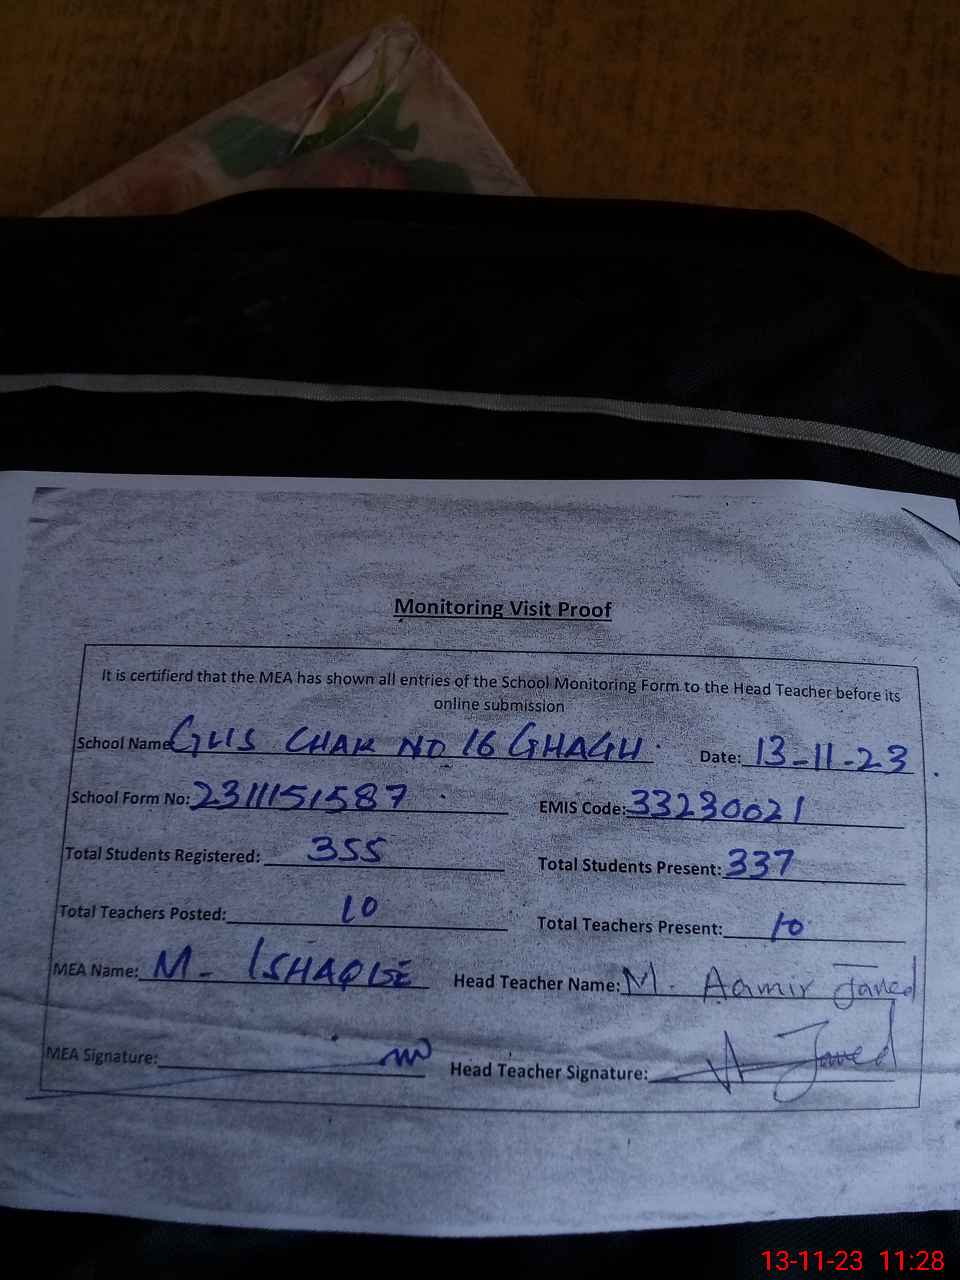 Monitoring Visit Proof
It is certifierd that the MEA has shown all entries of the School Monitoring Form to the Head Teacher before its
online submission
School Name GHS CHAK NO 16 GHAGH Date: 13-11-23
School Form No: 2311151587 EMIS Code: 33230021
Total Students Registered: 355 Total Students Present: 337
Total Teachers Posted: 10 Total Teachers Present: 10
MEA Name: M. ISHAQUE Head Teacher Name: M. Aamir Javed
MEA Signature: Head Teacher Signature: Javed
13-11-23 11:28